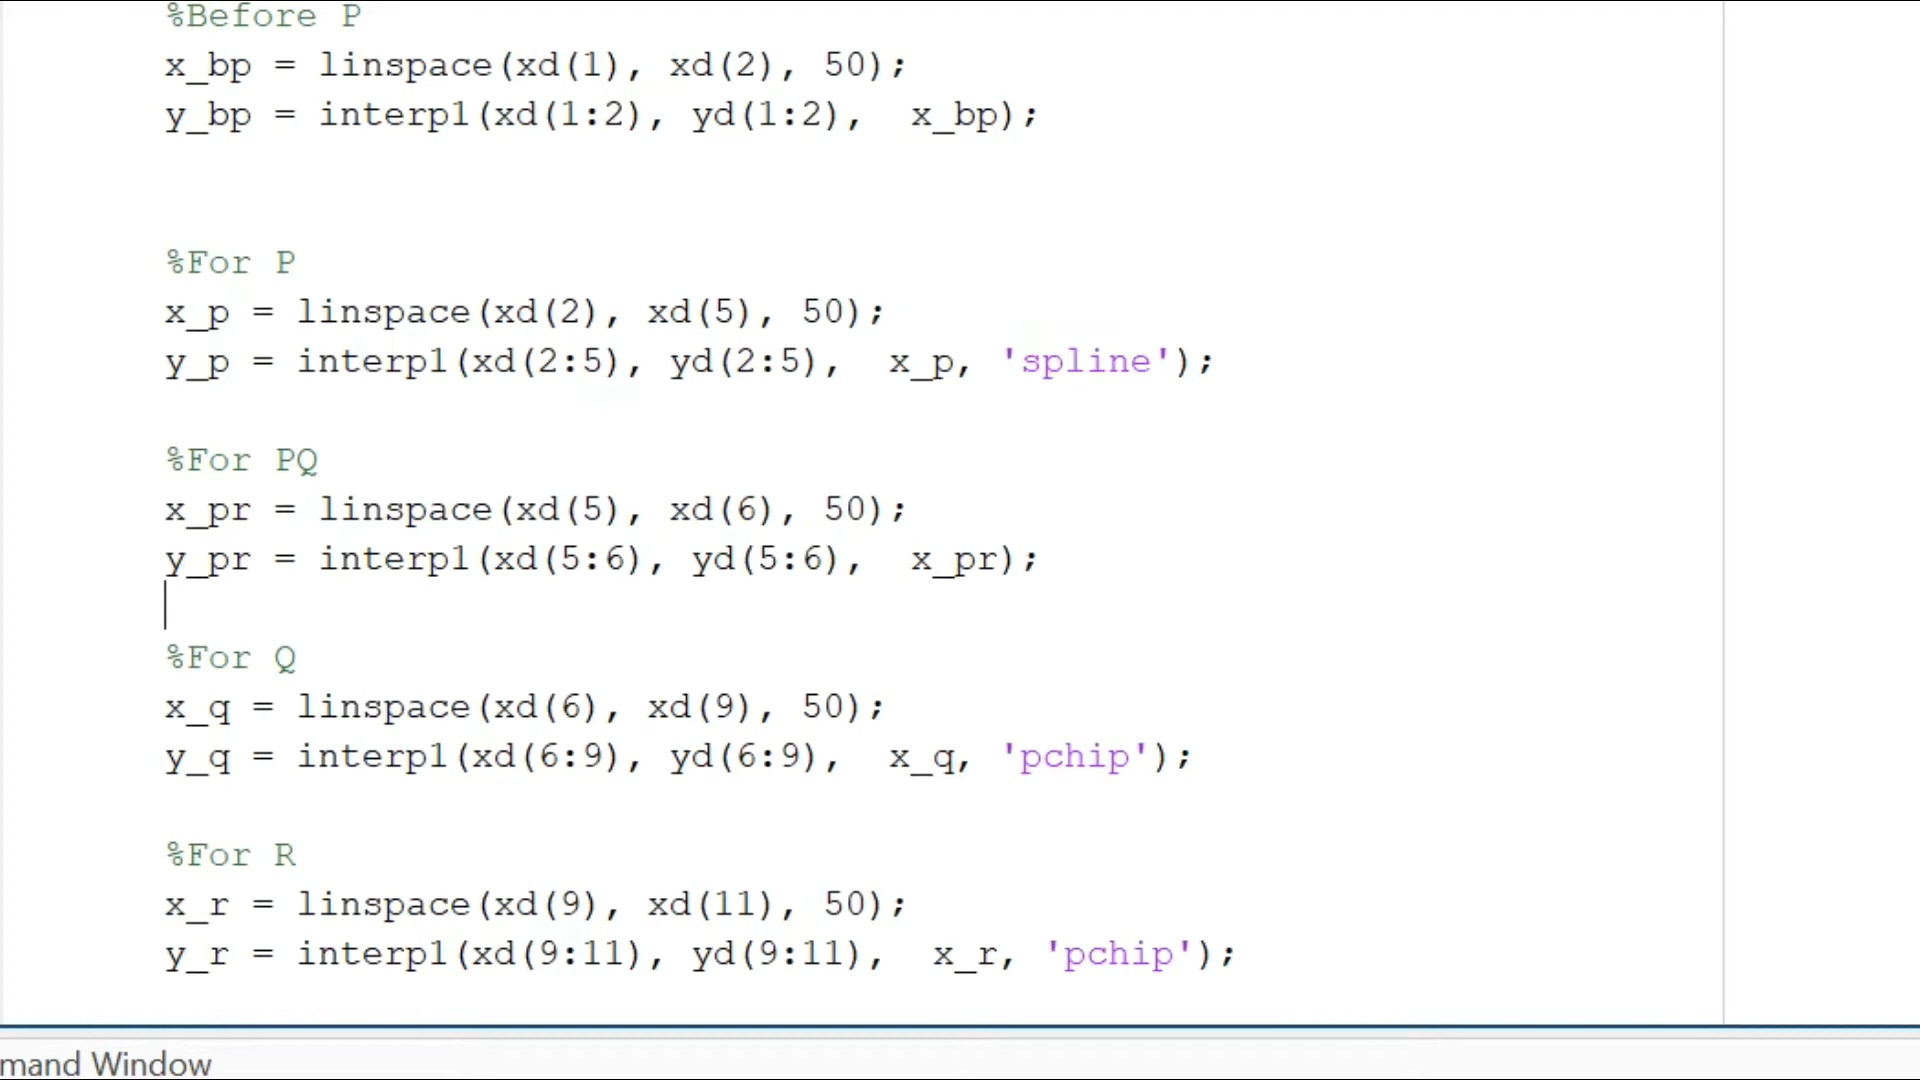 %Before P
x_bp = linspace(xd(1), xd(2), 50);
y_bp = interp1(xd(1:2), yd(1:2),  x_bp);
%For P
x_p = linspace(xd(2), xd(5), 50);
y_p = interp1(xd(2:5), yd(2:5),  x_p, 'spline');
%For PQ
x_pr = linspace(xd(5), xd(6), 50);
y_pr = interp1(xd(5:6), yd(5:6),  x_pr);
%For Q
x_q = linspace(xd(6), xd(9), 50);
y_q = interp1(xd(6:9), yd(6:9),  x_q, 'pchip');
%For R
x_r = linspace(xd(9), xd(11), 50);
y_r = interp1(xd(9:11), yd(9:11),  x_r, 'pchip');
mand Window